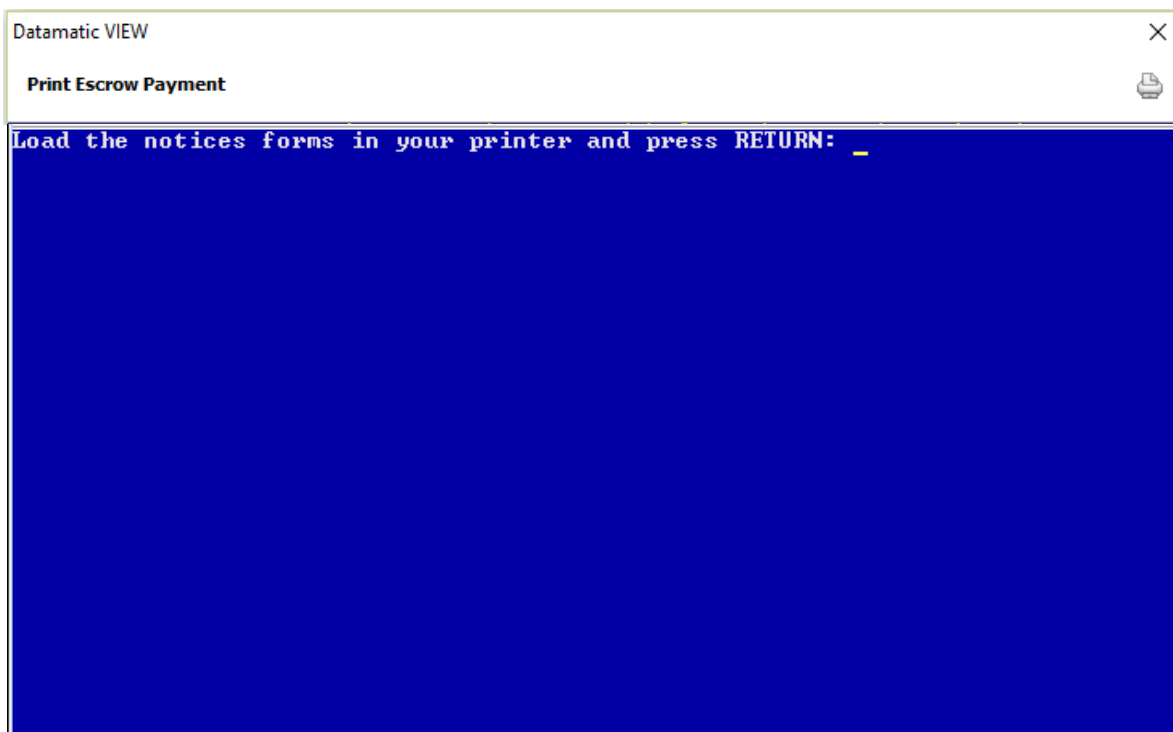 Datamatic VIEW
Print Escrow Payment
Load the notices forms in your printer and press RETURN: _